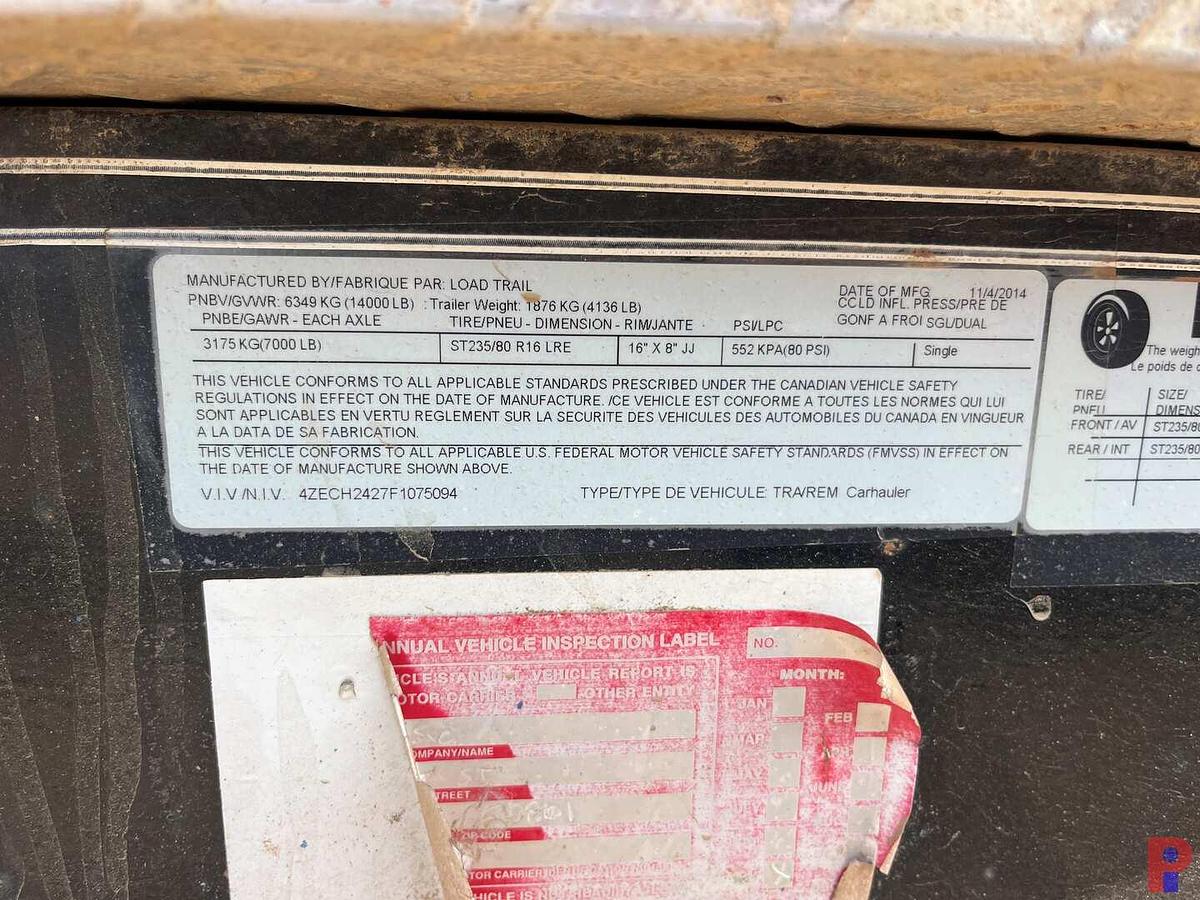 MANUFACTURED BY/FABRIQUE PAR: LOAD TRAIL
DATE OF MFG 11/4/2014
PNBV/GVWR: 6349 KG (14000 LB) : Trailer Weight: 1876 KG (4136 LB)
CCLD INFL. PRESS/PRE DE
PNBE/GAWR - EACH AXLE TIRE/PNEU - DIMENSION - RIM/JANTE PSI/LPC GONF A FROI SGL/DUAL
3175 KG(7000 LB) ST235/80 R16 LRE 16" X 8" JJ 552 KPA(80 PSI) Single
THIS VEHICLE CONFORMS TO ALL APPLICABLE STANDARDS PRESCRIBED UNDER THE CANADIAN VEHICLE SAFETY
REGULATIONS IN EFFECT ON THE DATE OF MANUFACTURE. /CE VEHICLE EST CONFORME A TOUTES LES NORMES QUI LUI
SONT APPLICABLES EN VERTU REGLEMENT SUR LA SECURITE DES VEHICULES DES AUTOMOBILES DU CANADA EN VINGUEUR
A LA DATA DE SA FABRICATION.
THIS VEHICLE CONFORMS TO ALL APPLICABLE U.S. FEDERAL MOTOR VEHICLE SAFETY STANDARDS (FMVSS) IN EFFECT ON
THE DATE OF MANUFACTURE SHOWN ABOVE.
V.I.V /N.I.V. 4ZECH2427F1075094 TYPE/TYPE DE VEHICULE: TRA/REM Carhauler
The weigh
Le poids de c
TIRE/ SIZE/
PNEU DIMENS
FRONT / AV ST235/80
REAR / INT ST235/80
NNUAL VEHICLE INSPECTION LABEL NO.
VEHICLE REPORT IS
OTOR CARRIER OTHER ENTITY
MONTH:
JAN FEB
MAR APR
JUNE
OMPANY/NAME
TREET
ZIP CODE